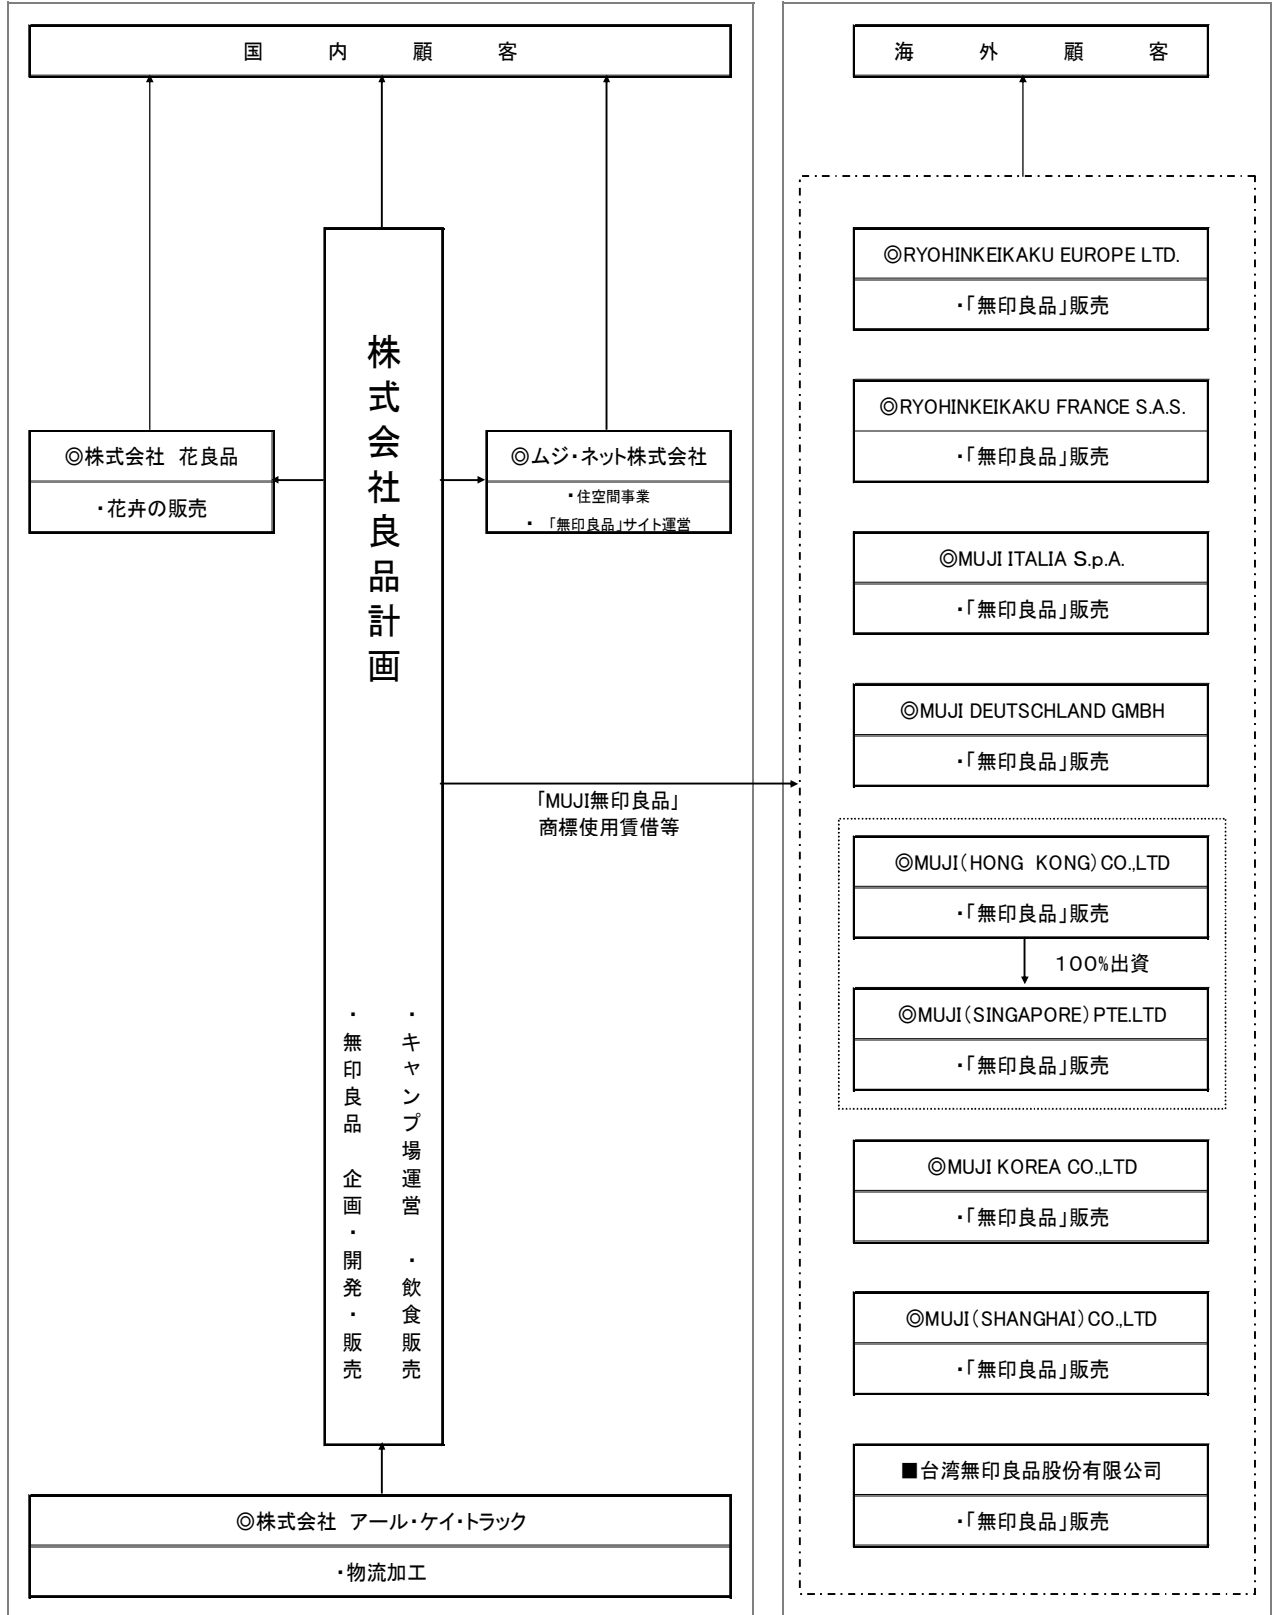 国 内 顧 客
◎株式会社 花良品
・花卉の販売
株式会社良品計画
・キャンプ場運営 ・飲食販売
・無印良品 企画・開発・販売
◎ムジ・ネット株式会社
・住空間事業
・「無印良品」サイト運営
「MUJI無印良品」
商標使用賃借等
◎株式会社 アール・ケイ・トラック
・物流加工
海 外 顧 客
◎RYOHINKEIKAKU EUROPE LTD.
・「無印良品」販売
◎RYOHINKEIKAKU FRANCE S.A.S.
・「無印良品」販売
◎MUJI ITALIA S.p.A.
・「無印良品」販売
◎MUJI DEUTSCHLAND GMBH
・「無印良品」販売
◎MUJI（HONG KONG）CO.,LTD
・「無印良品」販売
100%出資
◎MUJI（SINGAPORE）PTE.LTD
・「無印良品」販売
◎MUJI KOREA CO.,LTD
・「無印良品」販売
◎MUJI（SHANGHAI）CO.,LTD
・「無印良品」販売
■台湾無印良品股份有限公司
・「無印良品」販売